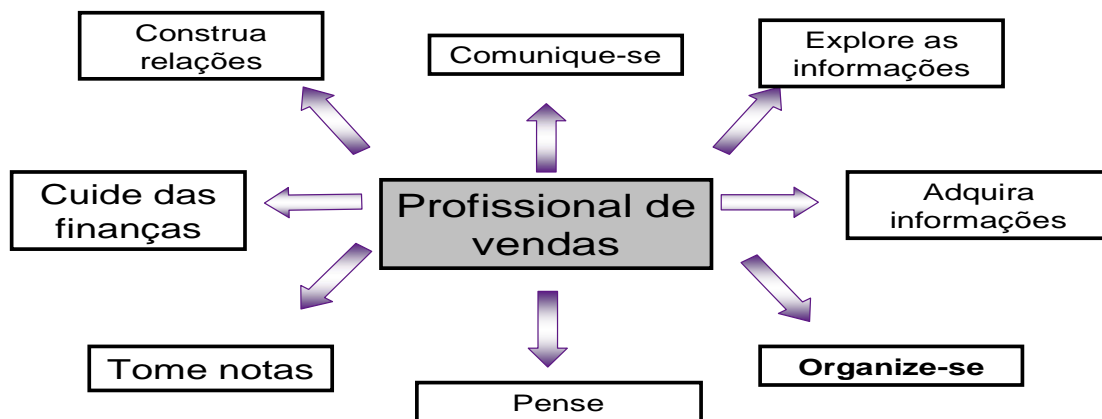 Construa
relações
Comunique-se
Explore as
informações
Cuide das
finanças
Profissional de
vendas
Adquira
informações
Tome notas
Pense
Organize-se